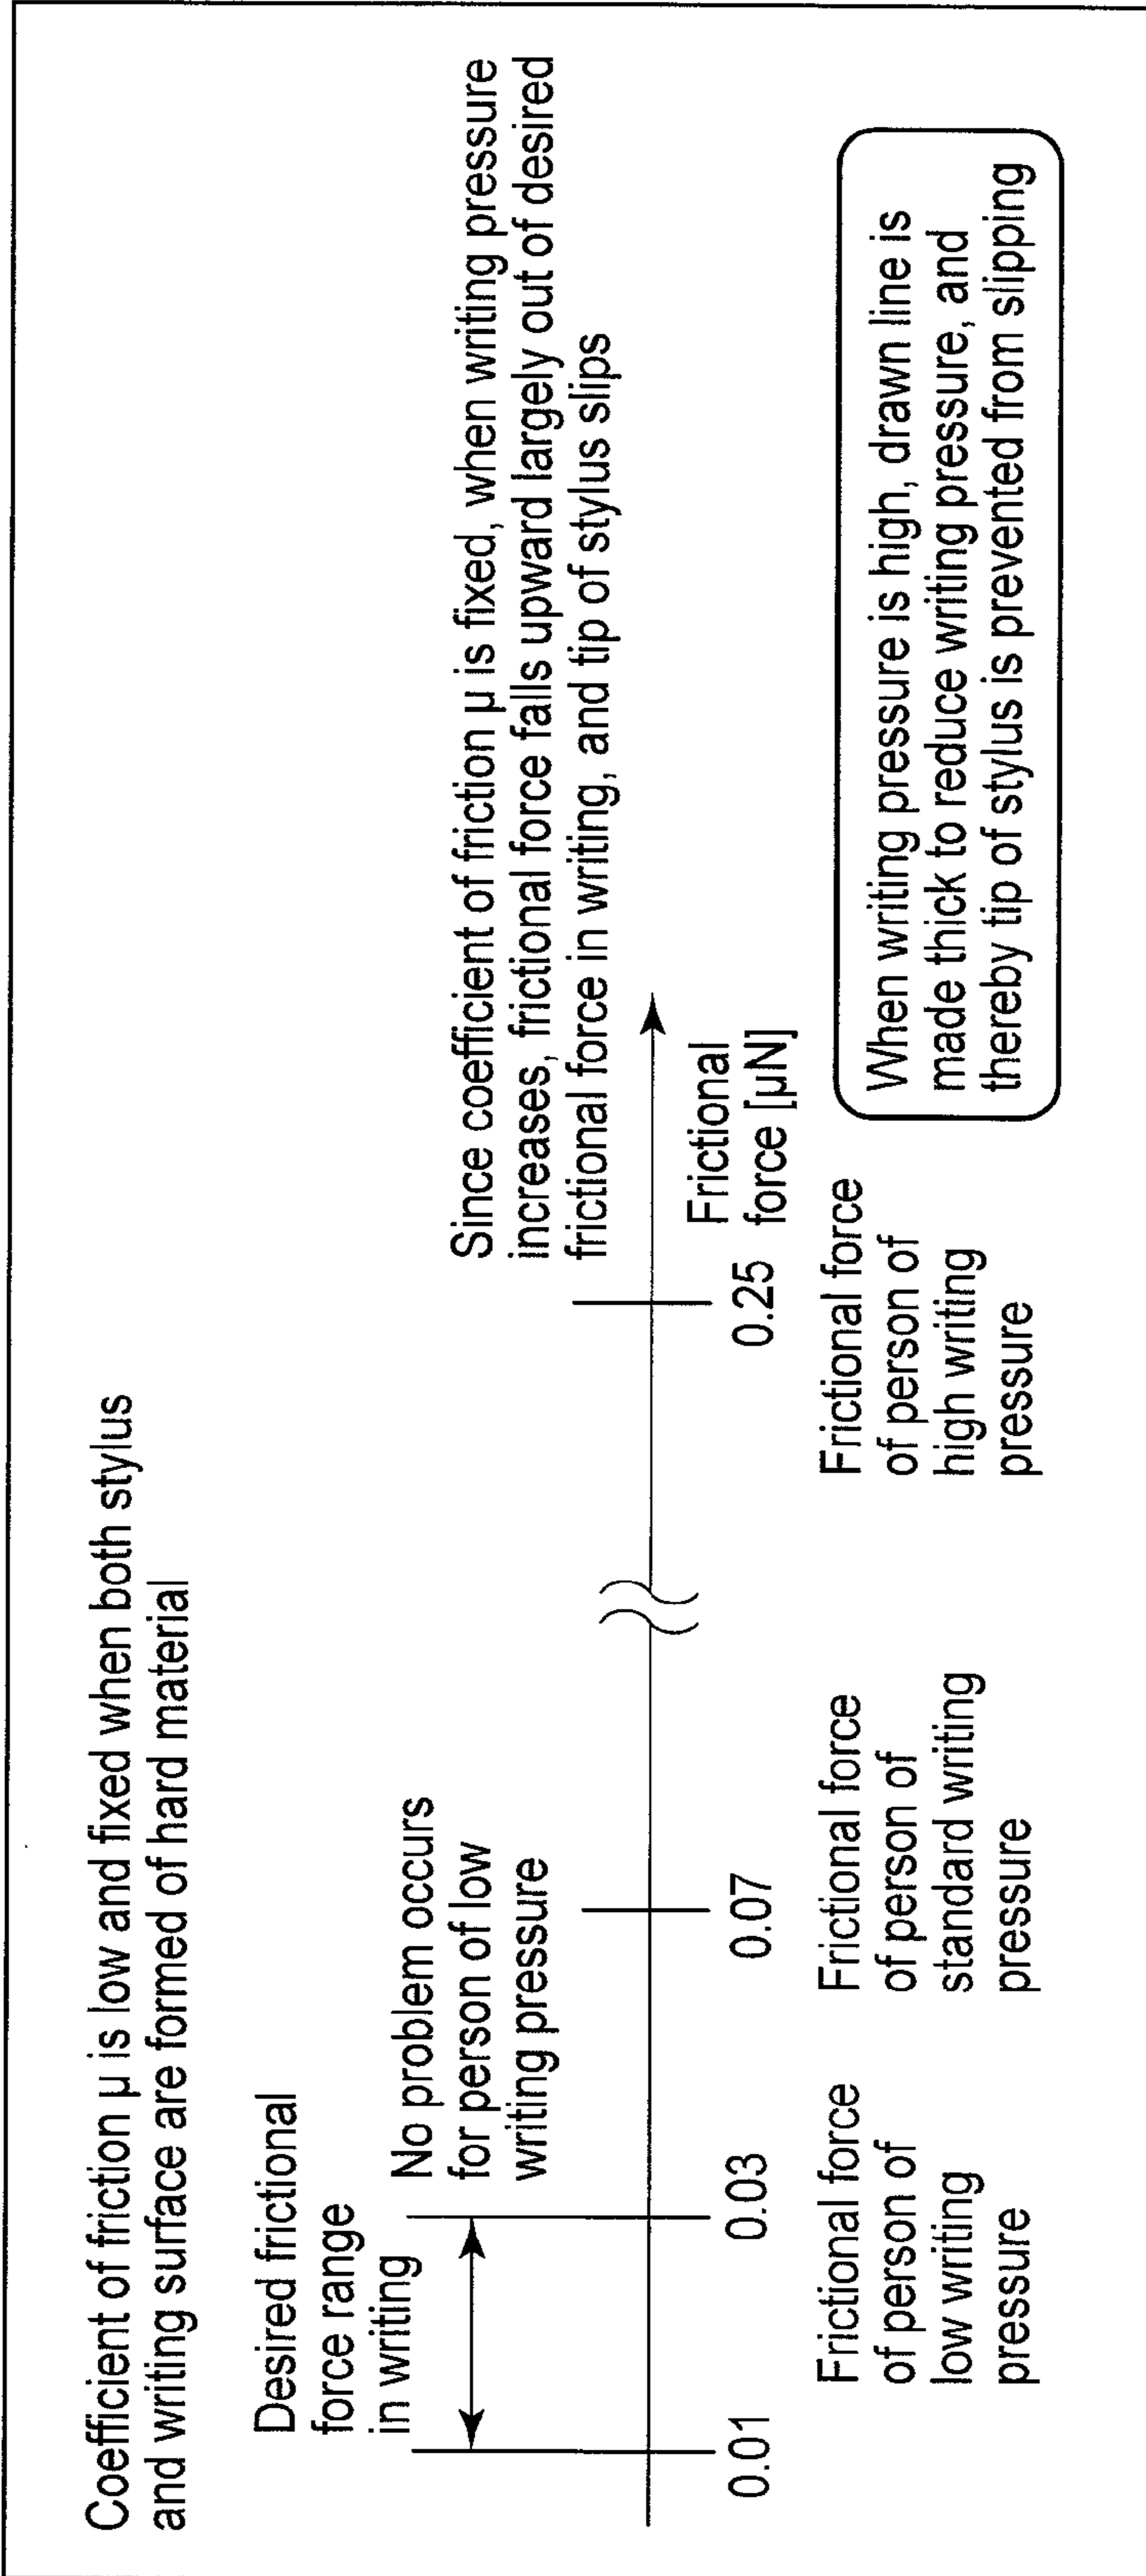 Coefficient of friction μ is low and fixed when both stylus
and writing surface are formed of hard material
Desired frictional
force range
in writing
No problem occurs
for person of low
writing pressure
Since coefficient of friction μ is fixed, when writing pressure
increases, frictional force falls upward largely out of desired
frictional force in writing, and tip of stylus slips
0.01
0.03
0.07
0.25
Frictional
force [μN]
Frictional force
of person of
low writing
pressure
Frictional force
of person of
standard writing
pressure
Frictional force
of person of
high writing
pressure
When writing pressure is high, drawn line is
made thick to reduce writing pressure, and
thereby tip of stylus is prevented from slipping